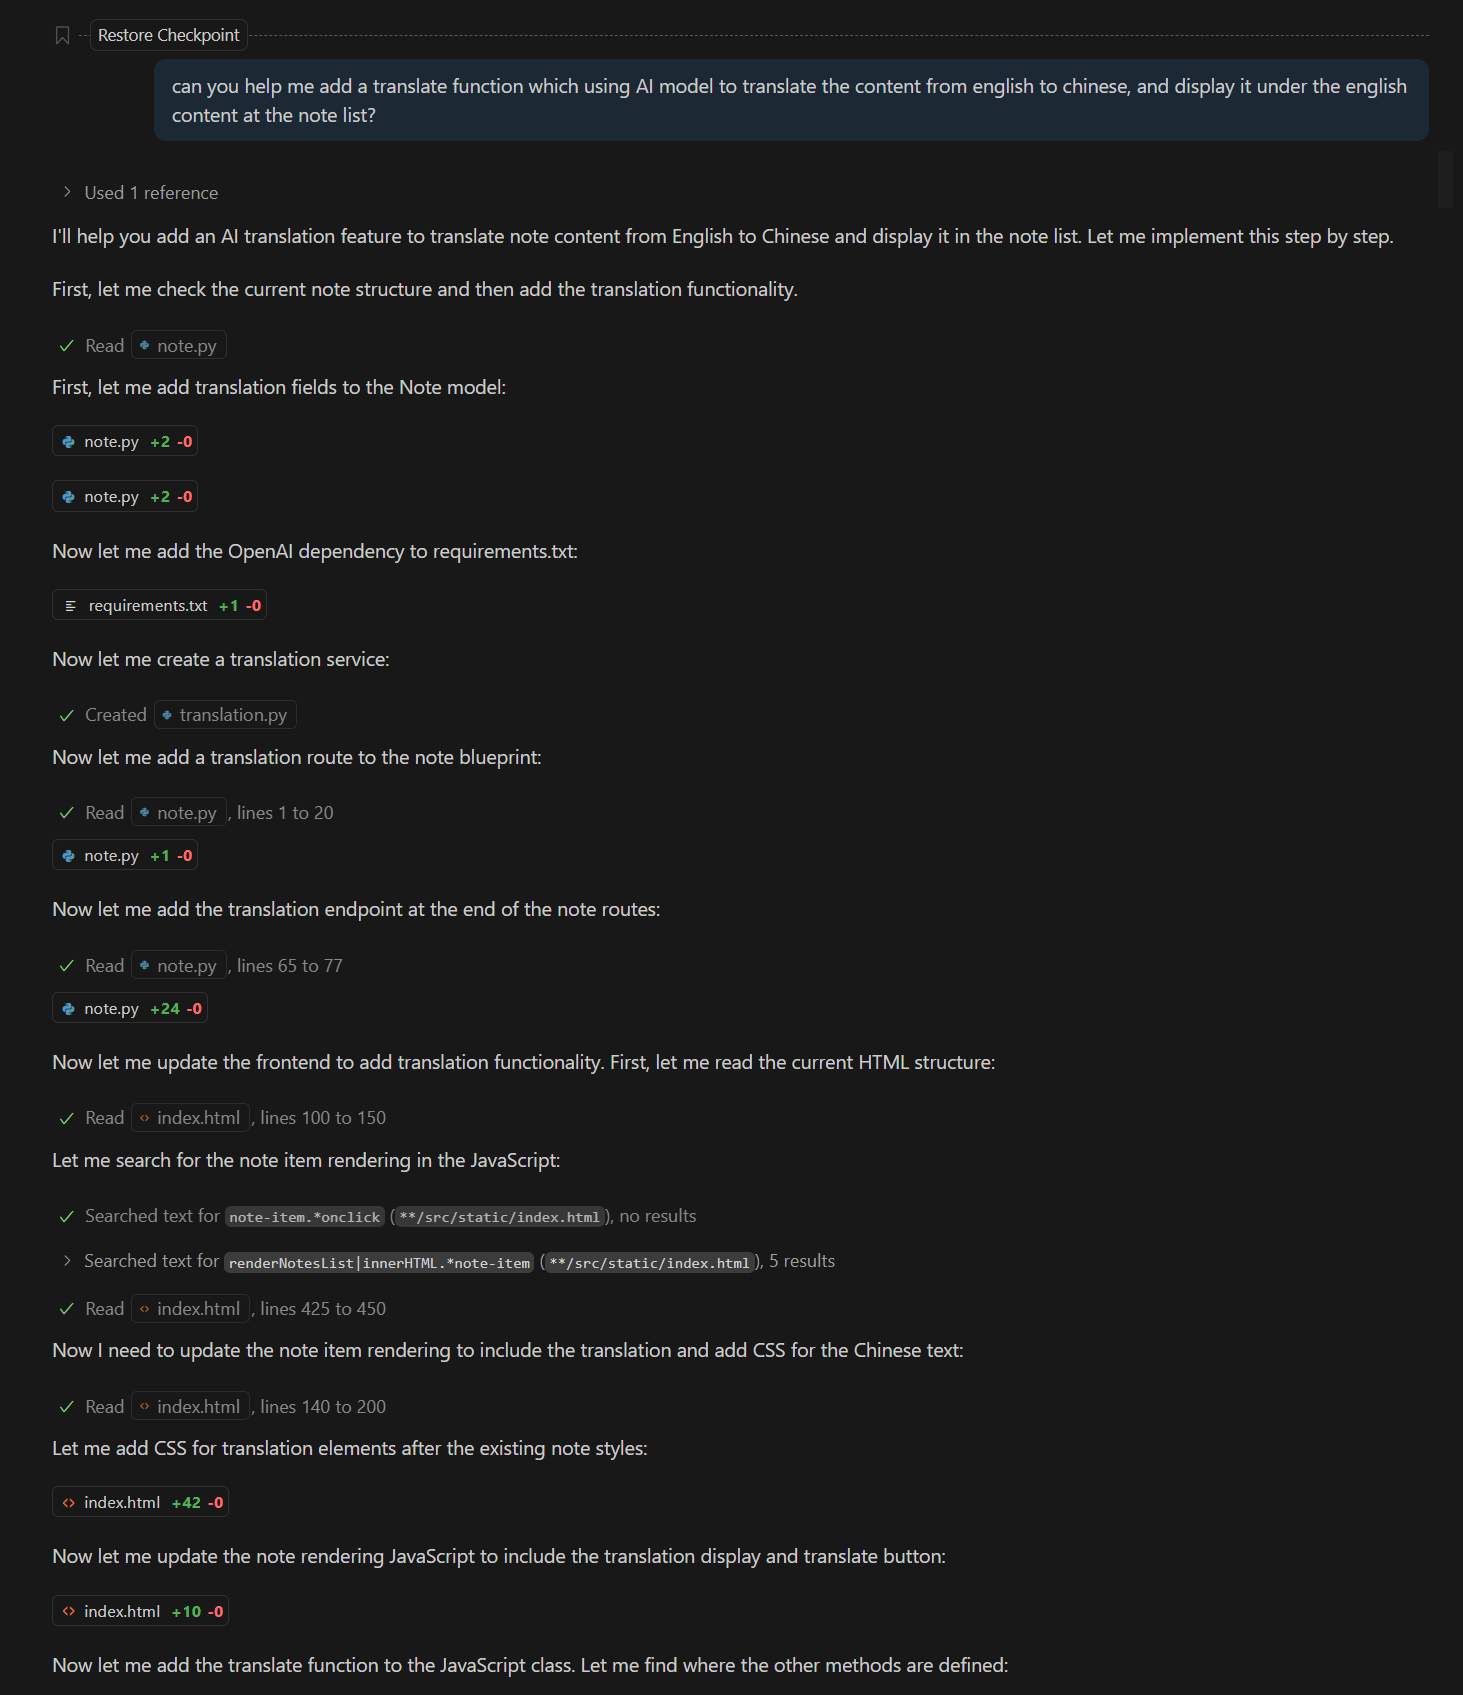 Restore Checkpoint
can you help me add a translate function which using AI model to translate the content from english to chinese, and display it under the english
content at the note list?
Used 1 reference
I'll help you add an AI translation feature to translate note content from English to Chinese and display it in the note list. Let me implement this step by step.
First, let me check the current note structure and then add the translation functionality.
Read note.py
First, let me add translation fields to the Note model:
note.py +2 -0
note.py +2 -0
Now let me add the OpenAI dependency to requirements.txt:
requirements.txt +1 -0
Now let me create a translation service:
Created translation.py
Now let me add a translation route to the note blueprint:
Read note.py, lines 1 to 20
note.py +1 -0
Now let me add the translation endpoint at the end of the note routes:
Read note.py, lines 65 to 77
note.py +24 -0
Now let me update the frontend to add translation functionality. First, let me read the current HTML structure:
Read index.html, lines 100 to 150
Let me search for the note item rendering in the JavaScript:
Searched text for note-item.*onclick (**/src/static/index.html), no results
Searched text for renderNotesList|innerHTML.*note-item (**/src/static/index.html), 5 results
Read index.html, lines 425 to 450
Now I need to update the note item rendering to include the translation and add CSS for the Chinese text:
Read index.html, lines 140 to 200
Let me add CSS for translation elements after the existing note styles:
index.html +42 -0
Now let me update the note rendering JavaScript to include the translation display and translate button:
index.html +10 -0
Now let me add the translate function to the JavaScript class. Let me find where the other methods are defined: